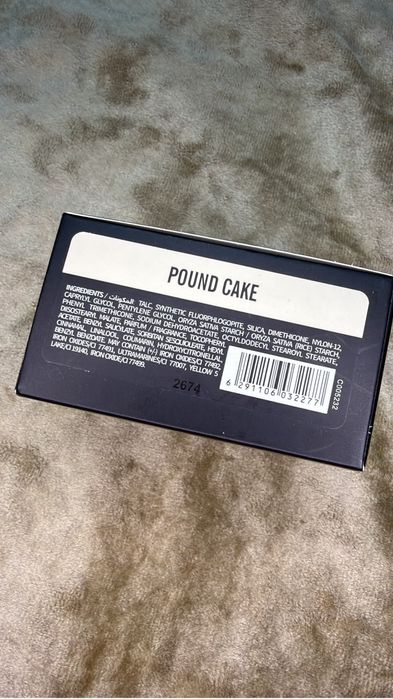 POUND CAKE
INGREDIENTS / المكونات: TALC, SYNTHETIC FLUORPHLOGOPITE, SILICA, DIMETHICONE, NYLON-12,
CAPRYLYL GLYCOL, PENTYLENE GLYCOL, ORYZA SATIVA STARCH / ORYZA SATIVA (RICE) STARCH,
PHENYL TRIMETHICONE, SODIUM DEHYDROACETATE, OCTYLDODECYL STEAROYL STEARATE,
DIISOSTEARYL MALATE, PARFUM / FRAGRANCE, TOCOPHERYL
ACETATE, BENZYL SALICYLATE, SORBITAN SESQUIOLEATE, HEXYL
CINNAMAL, LINALOOL, COUMARIN, HYDROXYCITRONELLAL,
BENZYL BENZOATE. MAY CONTAIN (+/-) IRON OXIDES/CI 77492,
IRON OXIDES/CI 77491, ULTRAMARINES/CI 77007, YELLOW 5
LAKE/CI 19140, IRON OXIDES/CI 77499.
2674
6 291106 032277
C005232